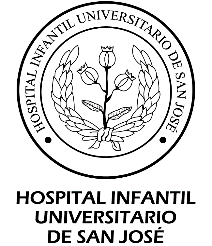 · HOSPITAL INFANTIL UNIVERSITARIO DE SAN JOSÉ ·
HOSPITAL INFANTIL
UNIVERSITARIO
DE SAN JOSÉ